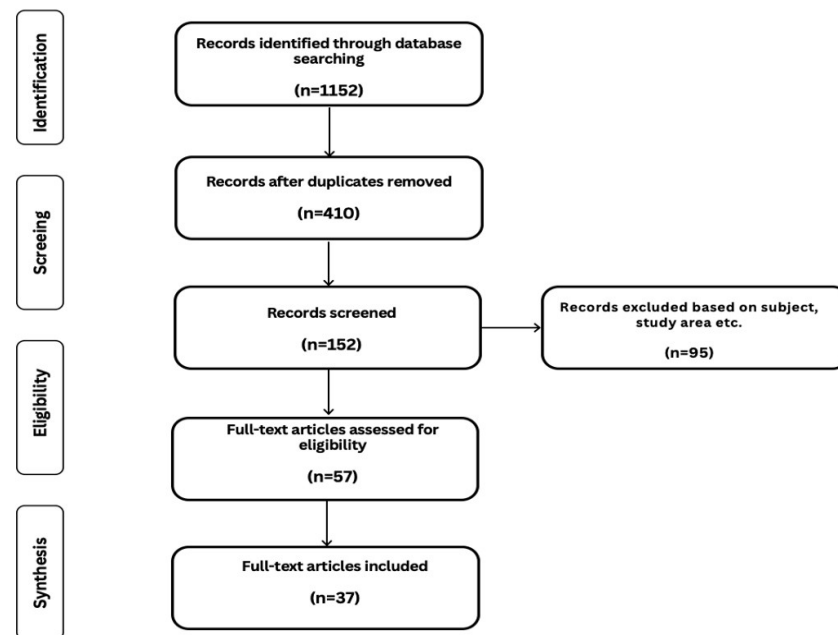 Identification
Records identified through database
searching
(n=1152)
Screeing
Records after duplicates removed
(n=410)
Records screened
(n=152)
Records excluded based on subject,
study area etc.
(n=95)
Eligibility
Full-text articles assessed for
eligibility
(n=57)
Synthesis
Full-text articles included
(n=37)